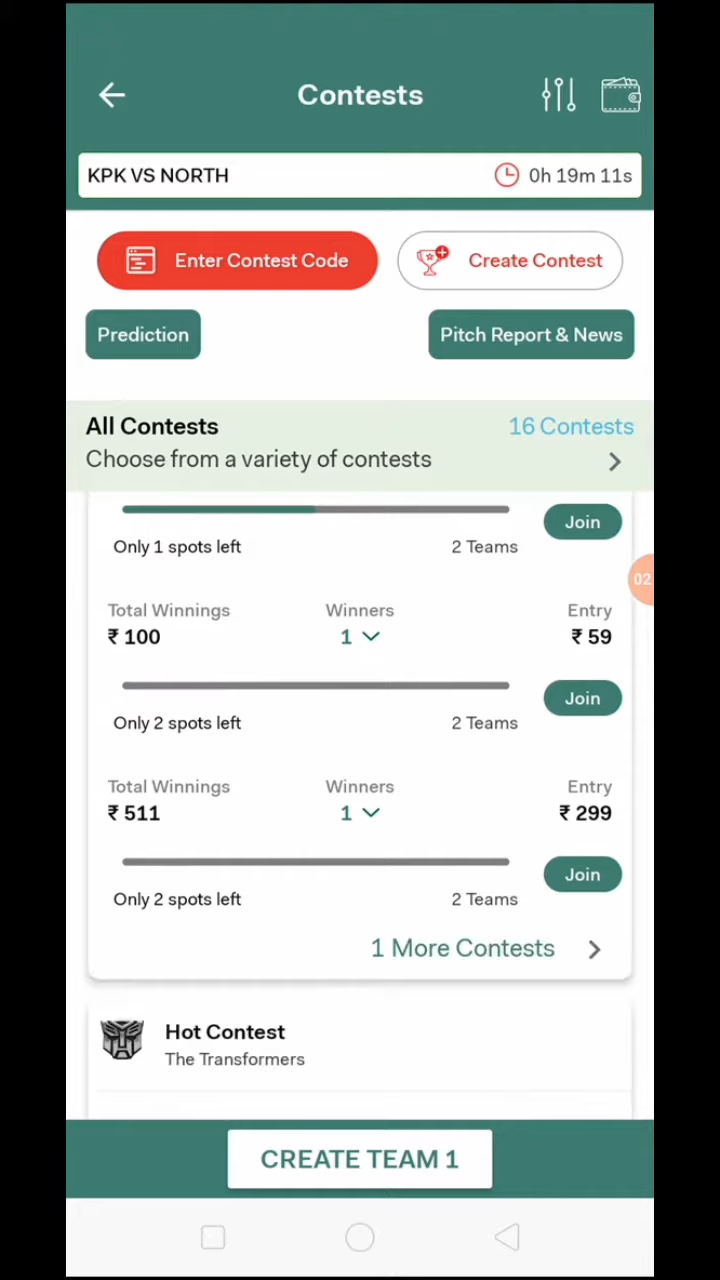 Contests
KPK VS NORTH 0h 19m 11s
Enter Contest Code Create Contest
Prediction Pitch Report & News
All Contests 16 Contests
Choose from a variety of contests
Join
Only 1 spots left 2 Teams
02
Total Winnings Winners Entry
₹ 100 1 ₹ 59
Join
Only 2 spots left 2 Teams
Total Winnings Winners Entry
₹ 511 1 ₹ 299
Join
Only 2 spots left 2 Teams
1 More Contests
Hot Contest
The Transformers
CREATE TEAM 1